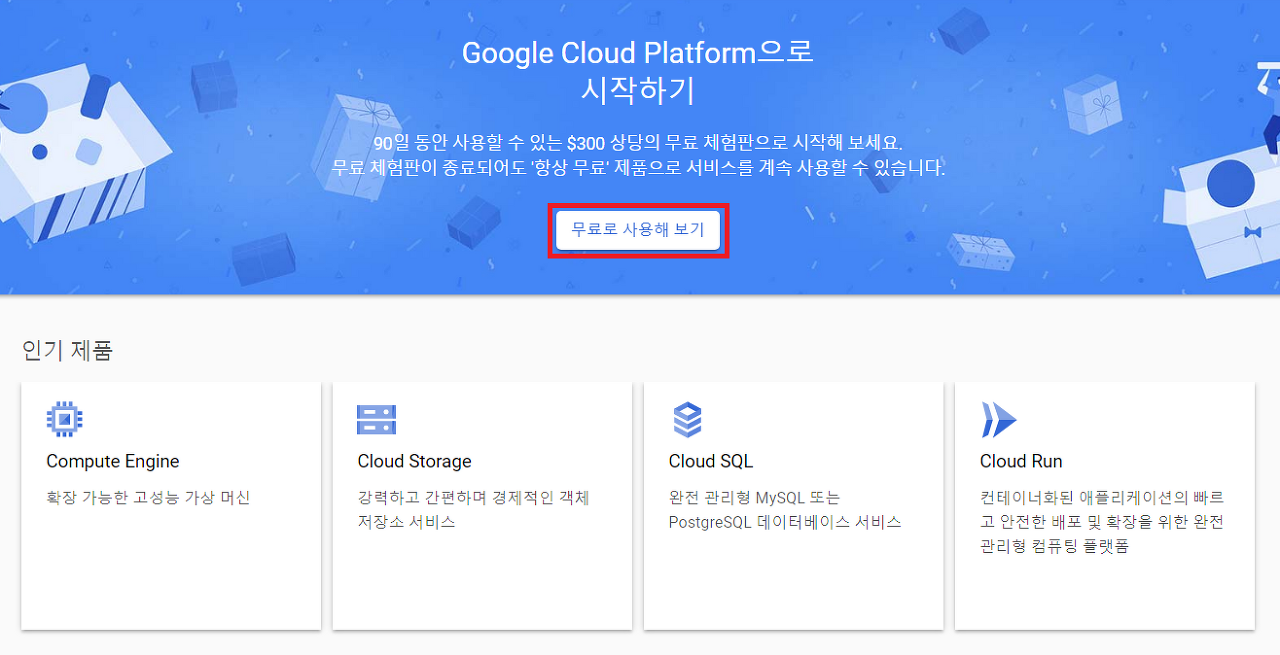 Google Cloud Platform으로
시작하기
90일 동안 사용할 수 있는 $300 상당의 무료 체험판으로 시작해 보세요.
무료 체험판이 종료되어도 '항상 무료' 제품으로 서비스를 계속 사용할 수 있습니다.
무료로 사용해 보기
인기 제품
Compute Engine
확장 가능한 고성능 가상 머신
Cloud Storage
강력하고 간편하며 경제적인 객체
저장소 서비스
Cloud SQL
완전 관리형 MySQL 또는
PostgreSQL 데이터베이스 서비스
Cloud Run
컨테이너화된 애플리케이션의 빠르
고 안전한 배포 및 확장을 위한 완전
관리형 컴퓨팅 플랫폼